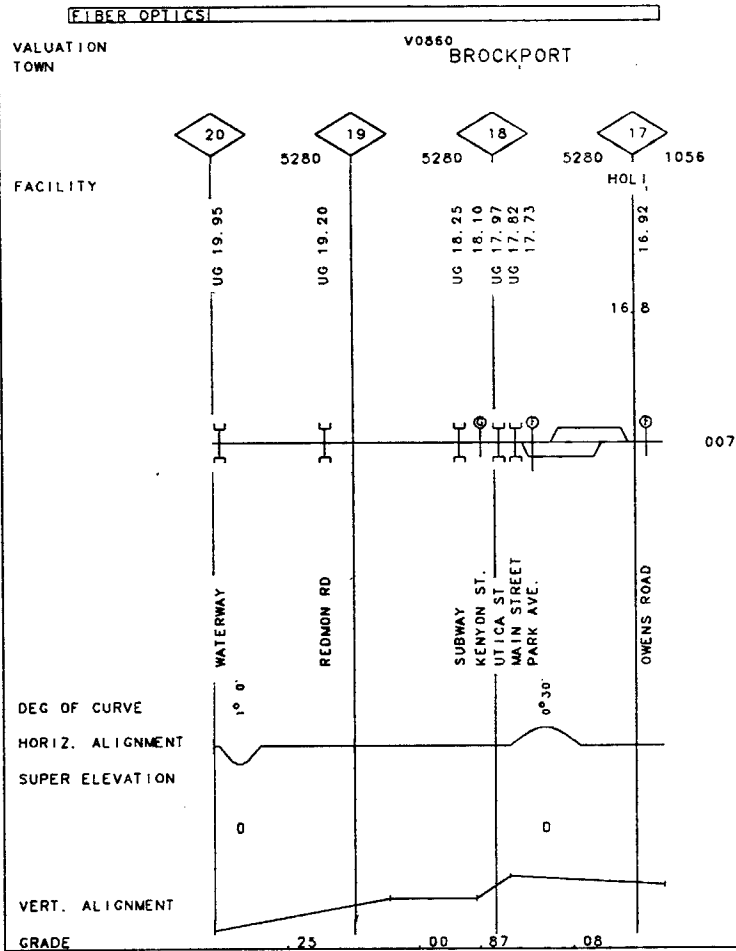 FIBER OPTICS
VALUATION V0860
TOWN BROCKPORT
20 19 18 17
5280 5280 5280 1056
FACILITY HOLI
UG 19.95
UG 19.20
UG 18.25
18.10
UG 17.97
UG 17.82
17.73
16.92
16.8
G F F
007
WATERWAY
REDMON RD
SUBWAY
KENYON ST.
UTICA ST
MAIN STREET
PARK AVE.
OWENS ROAD
DEG OF CURVE 1° 0' 0° 30'
HORIZ. ALIGNMENT
SUPER ELEVATION
0 0
VERT. ALIGNMENT
GRADE .25 .00 .87 .08